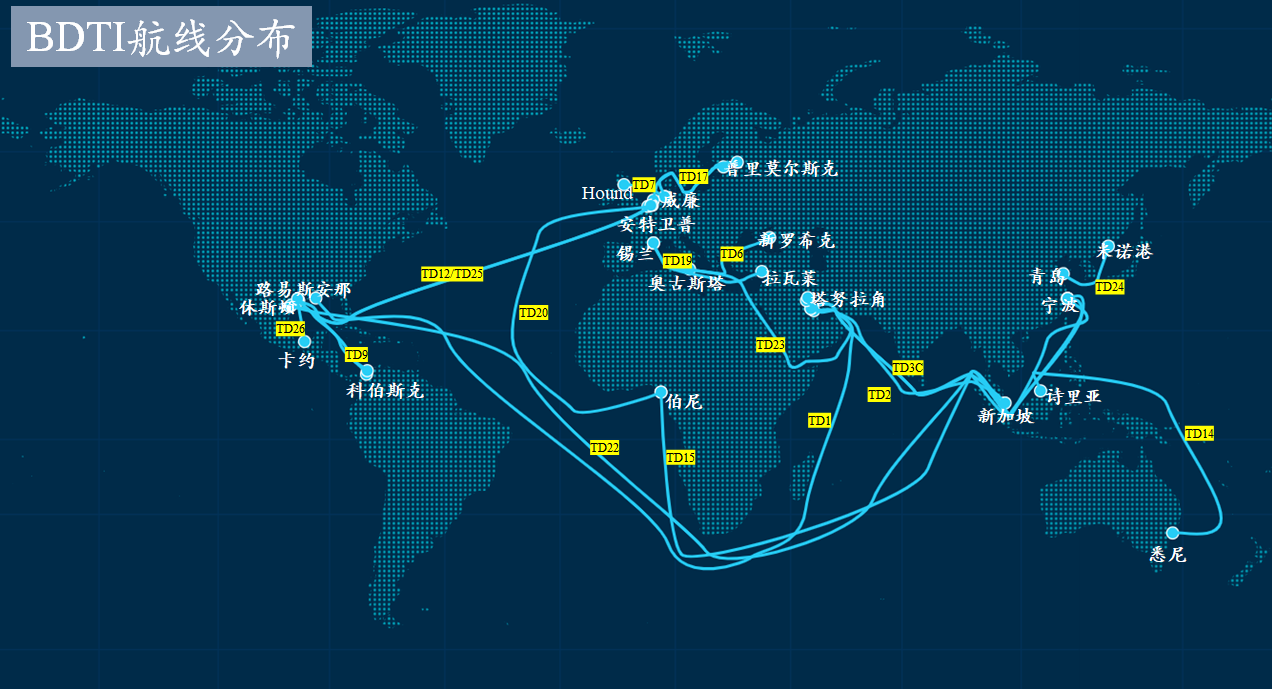 BDTI航线分布
普里莫尔斯克
TD17
TD7
Hound
威廉
安特卫普
新罗希克
锡兰
TD6
TD19
奥古斯塔
拉瓦莱
来诺港
青岛
TD24
宁波
TD12/TD25
路易斯安那
休斯顿
塔努拉角
TD20
TD26
TD23
卡约
TD9
TD3C
科伯斯克
伯尼
TD2
诗里亚
新加坡
TD1
TD14
TD22
TD15
悉尼